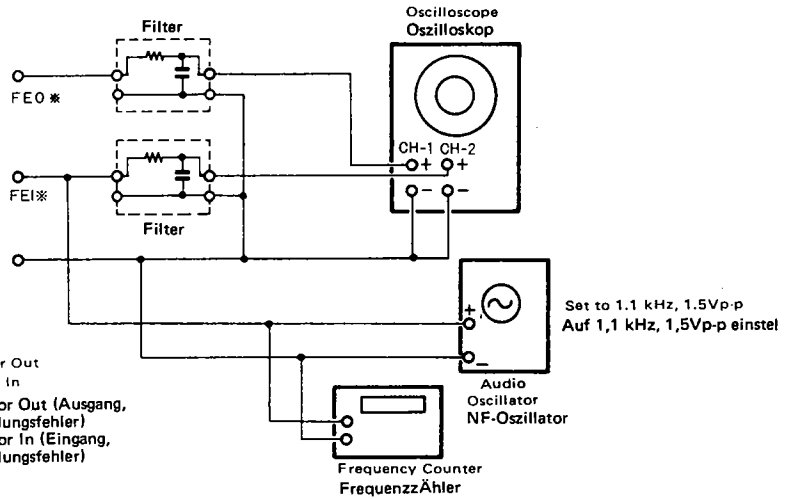 Oscilloscope
Oszilloskop
Filter
FEO※
CH-1 CH-2
+ +
− −
FEI※
Filter
Set to 1.1 kHz, 1.5Vp-p
Auf 1,1 kHz, 1,5Vp-p einstel
+
−
Audio
Oscillator
NF-Oszillator
r Out
In
or Out (Ausgang,
lungsfehler)
or In (Eingang,
lungsfehler)
Frequency Counter
FrequenzzÄhler